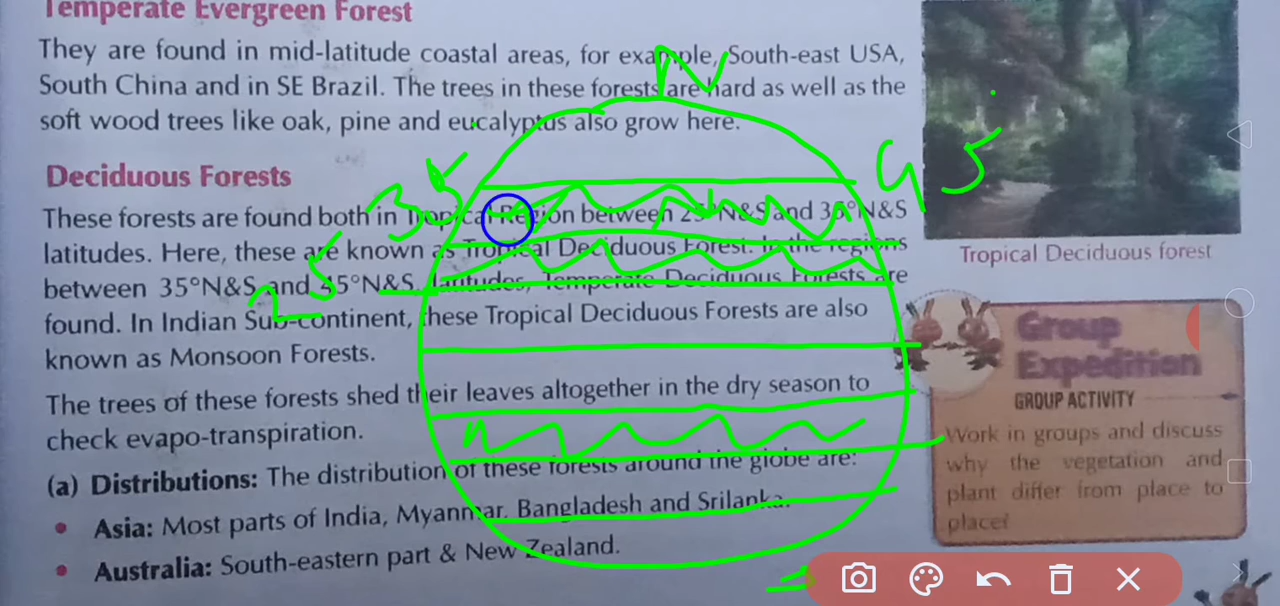 Temperate Evergreen Forest
They are found in mid-latitude coastal areas, for example, South-east USA,
South China and in SE Brazil. The trees in these forests are hard as well as the
soft wood trees like oak, pine and eucalyptus also grow here.
N
Deciduous Forests
These forests are found both in Tropical Region between 25°N&S and 35°N&S
latitudes. Here, these are known as Tropical Deciduous Forest. In the regions
between 35°N&S and 45°N&S latitudes, Temperate Deciduous Forests are
found. In Indian Sub-continent, these Tropical Deciduous Forests are also
known as Monsoon Forests.
The trees of these forests shed their leaves altogether in the dry season to
check evapo-transpiration.
(a) Distributions: The distribution of these forests around the globe are:
• Asia: Most parts of India, Myanmar. Bangladesh and Srilanka.
• Australia: South-eastern part & New Zealand.
35
25
45
Tropical Deciduous forest
Group
Expedition
GROUP ACTIVITY
Work in groups and discuss
why the vegetation and
plant differ from place to
place?